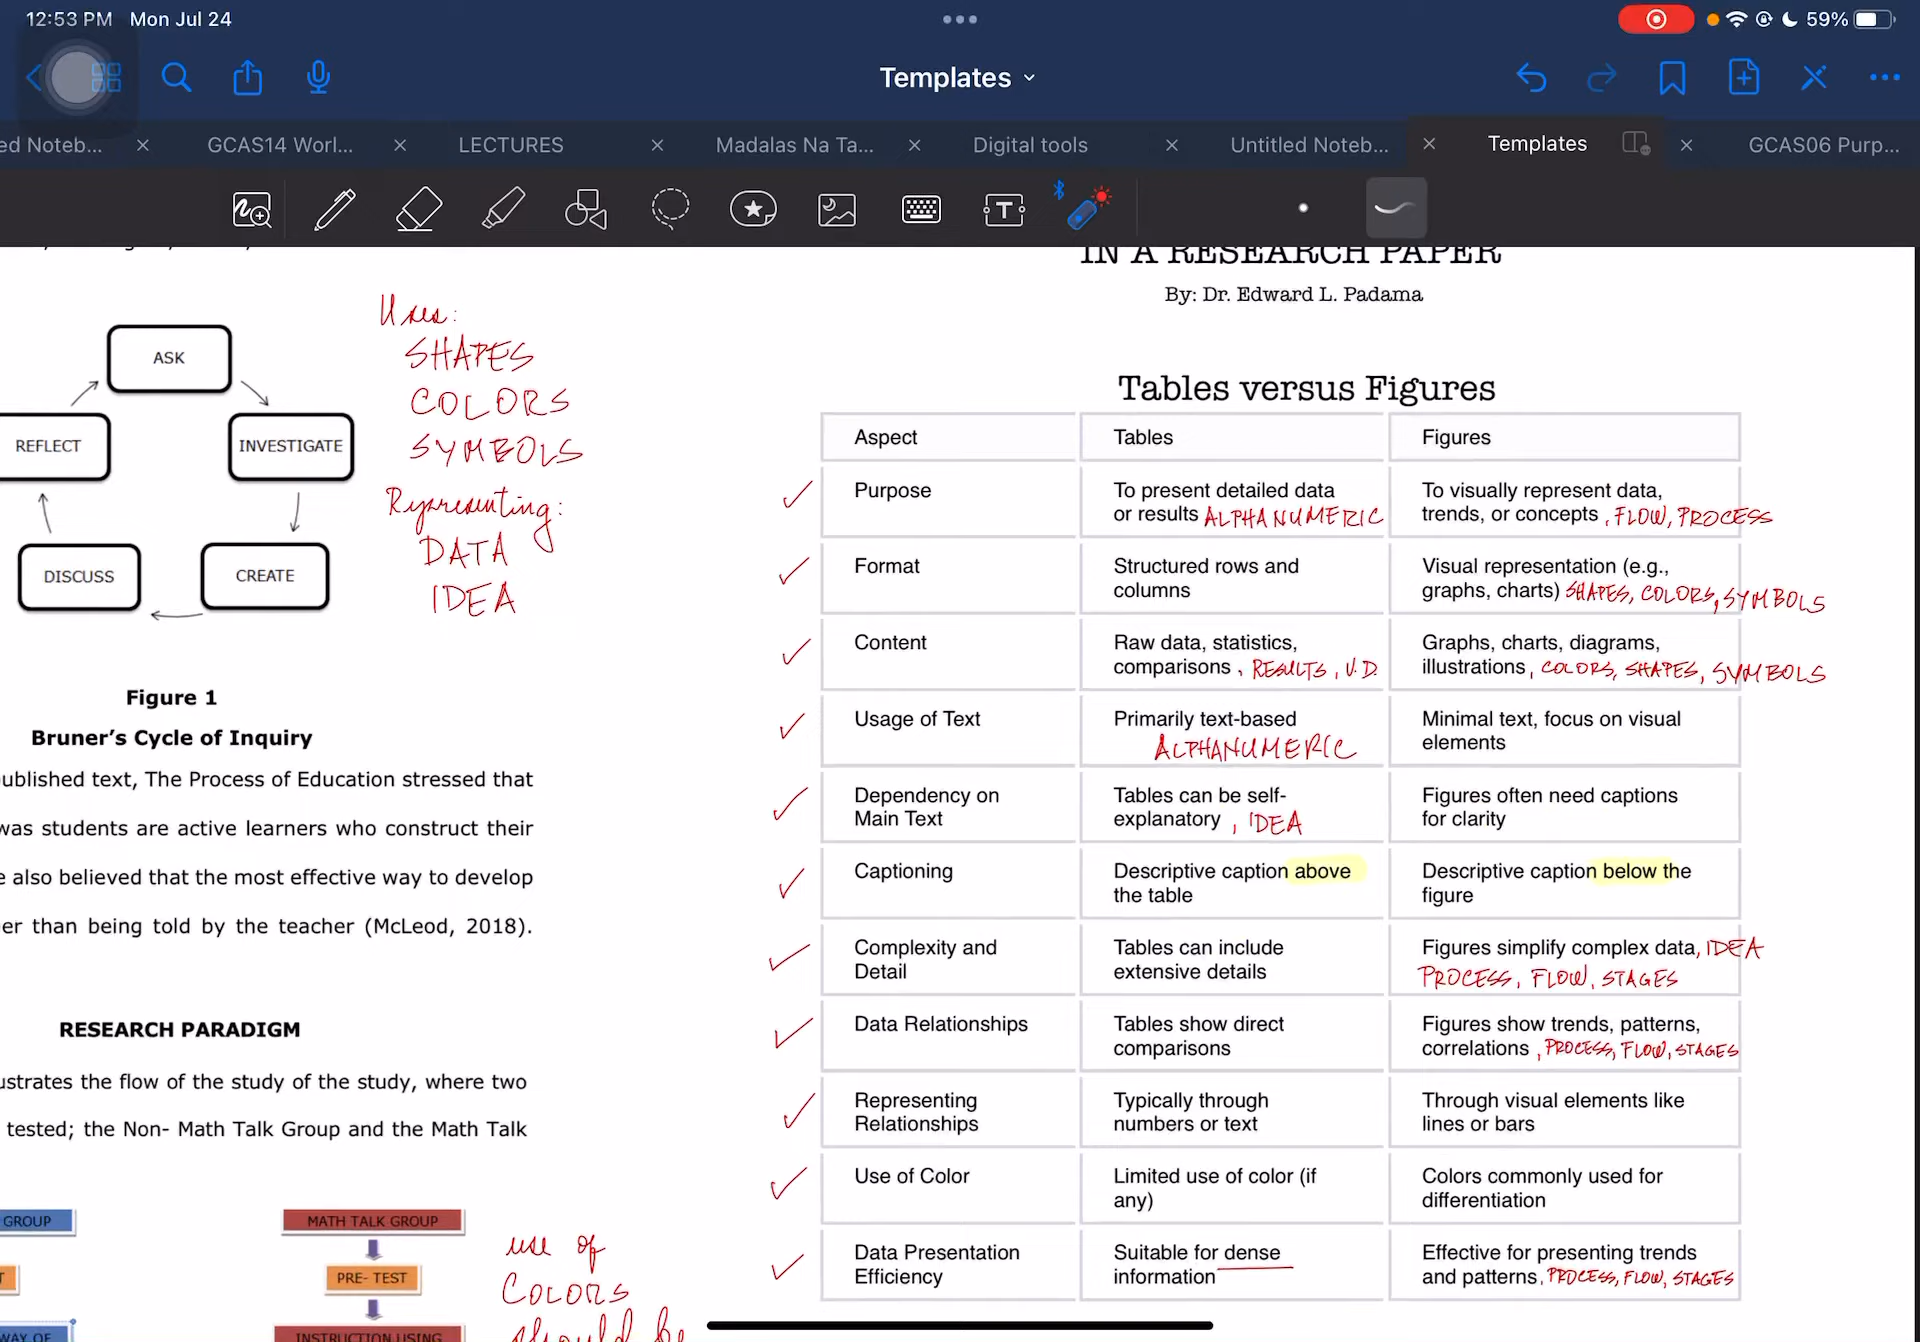 12:53 PM Mon Jul 24
59%
Templates
ed Noteb...
GCAS14 Worl...
LECTURES
Madalas Na Ta...
Digital tools
Untitled Noteb...
Templates
GCAS06 Purp...
ASK
REFLECT
INVESTIGATE
DISCUSS
CREATE
Uses:
SHAPES
COLORS
SYMBOLS
Representing:
DATA
IDEA
Figure 1
Bruner's Cycle of Inquiry
ublished text, The Process of Education stressed that
was students are active learners who construct their
e also believed that the most effective way to develop
er than being told by the teacher (McLeod, 2018).
RESEARCH PARADIGM
ustrates the flow of the study of the study, where two
tested; the Non- Math Talk Group and the Math Talk
GROUP
MATH TALK GROUP
T
PRE- TEST
WAY OF
INSTRUCTION USING
use of
COLORS
should be
IN A RESEARCH PAPER
By: Dr. Edward L. Padama
Tables versus Figures
Aspect
Tables
Figures
Purpose
To present detailed data
or results ALPHANUMERIC
To visually represent data,
trends, or concepts , FLOW, PROCESS
Format
Structured rows and
columns
Visual representation (e.g.,
graphs, charts) SHAPES, COLORS, SYMBOLS
Content
Raw data, statistics,
comparisons , RESULTS, V.D.
Graphs, charts, diagrams,
illustrations , COLORS, SHAPES, SYMBOLS
Usage of Text
Primarily text-based
ALPHANUMERIC
Minimal text, focus on visual
elements
Dependency on
Main Text
Tables can be self-
explanatory , IDEA
Figures often need captions
for clarity
Captioning
Descriptive caption above
the table
Descriptive caption below the
figure
Complexity and
Detail
Tables can include
extensive details
Figures simplify complex data, IDEA
PROCESS, FLOW, STAGES
Data Relationships
Tables show direct
comparisons
Figures show trends, patterns,
correlations , PROCESS, FLOW, STAGES
Representing
Relationships
Typically through
numbers or text
Through visual elements like
lines or bars
Use of Color
Limited use of color (if
any)
Colors commonly used for
differentiation
Data Presentation
Efficiency
Suitable for dense
information
Effective for presenting trends
and patterns, PROCESS, FLOW, STAGES